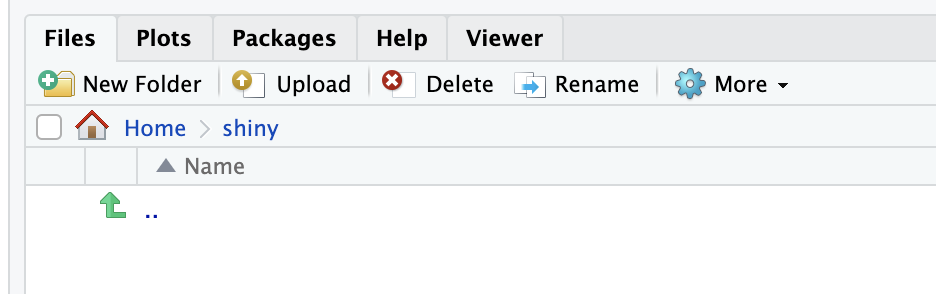 Files Plots Packages Help Viewer
New Folder Upload Delete Rename More
Home shiny
Name
..